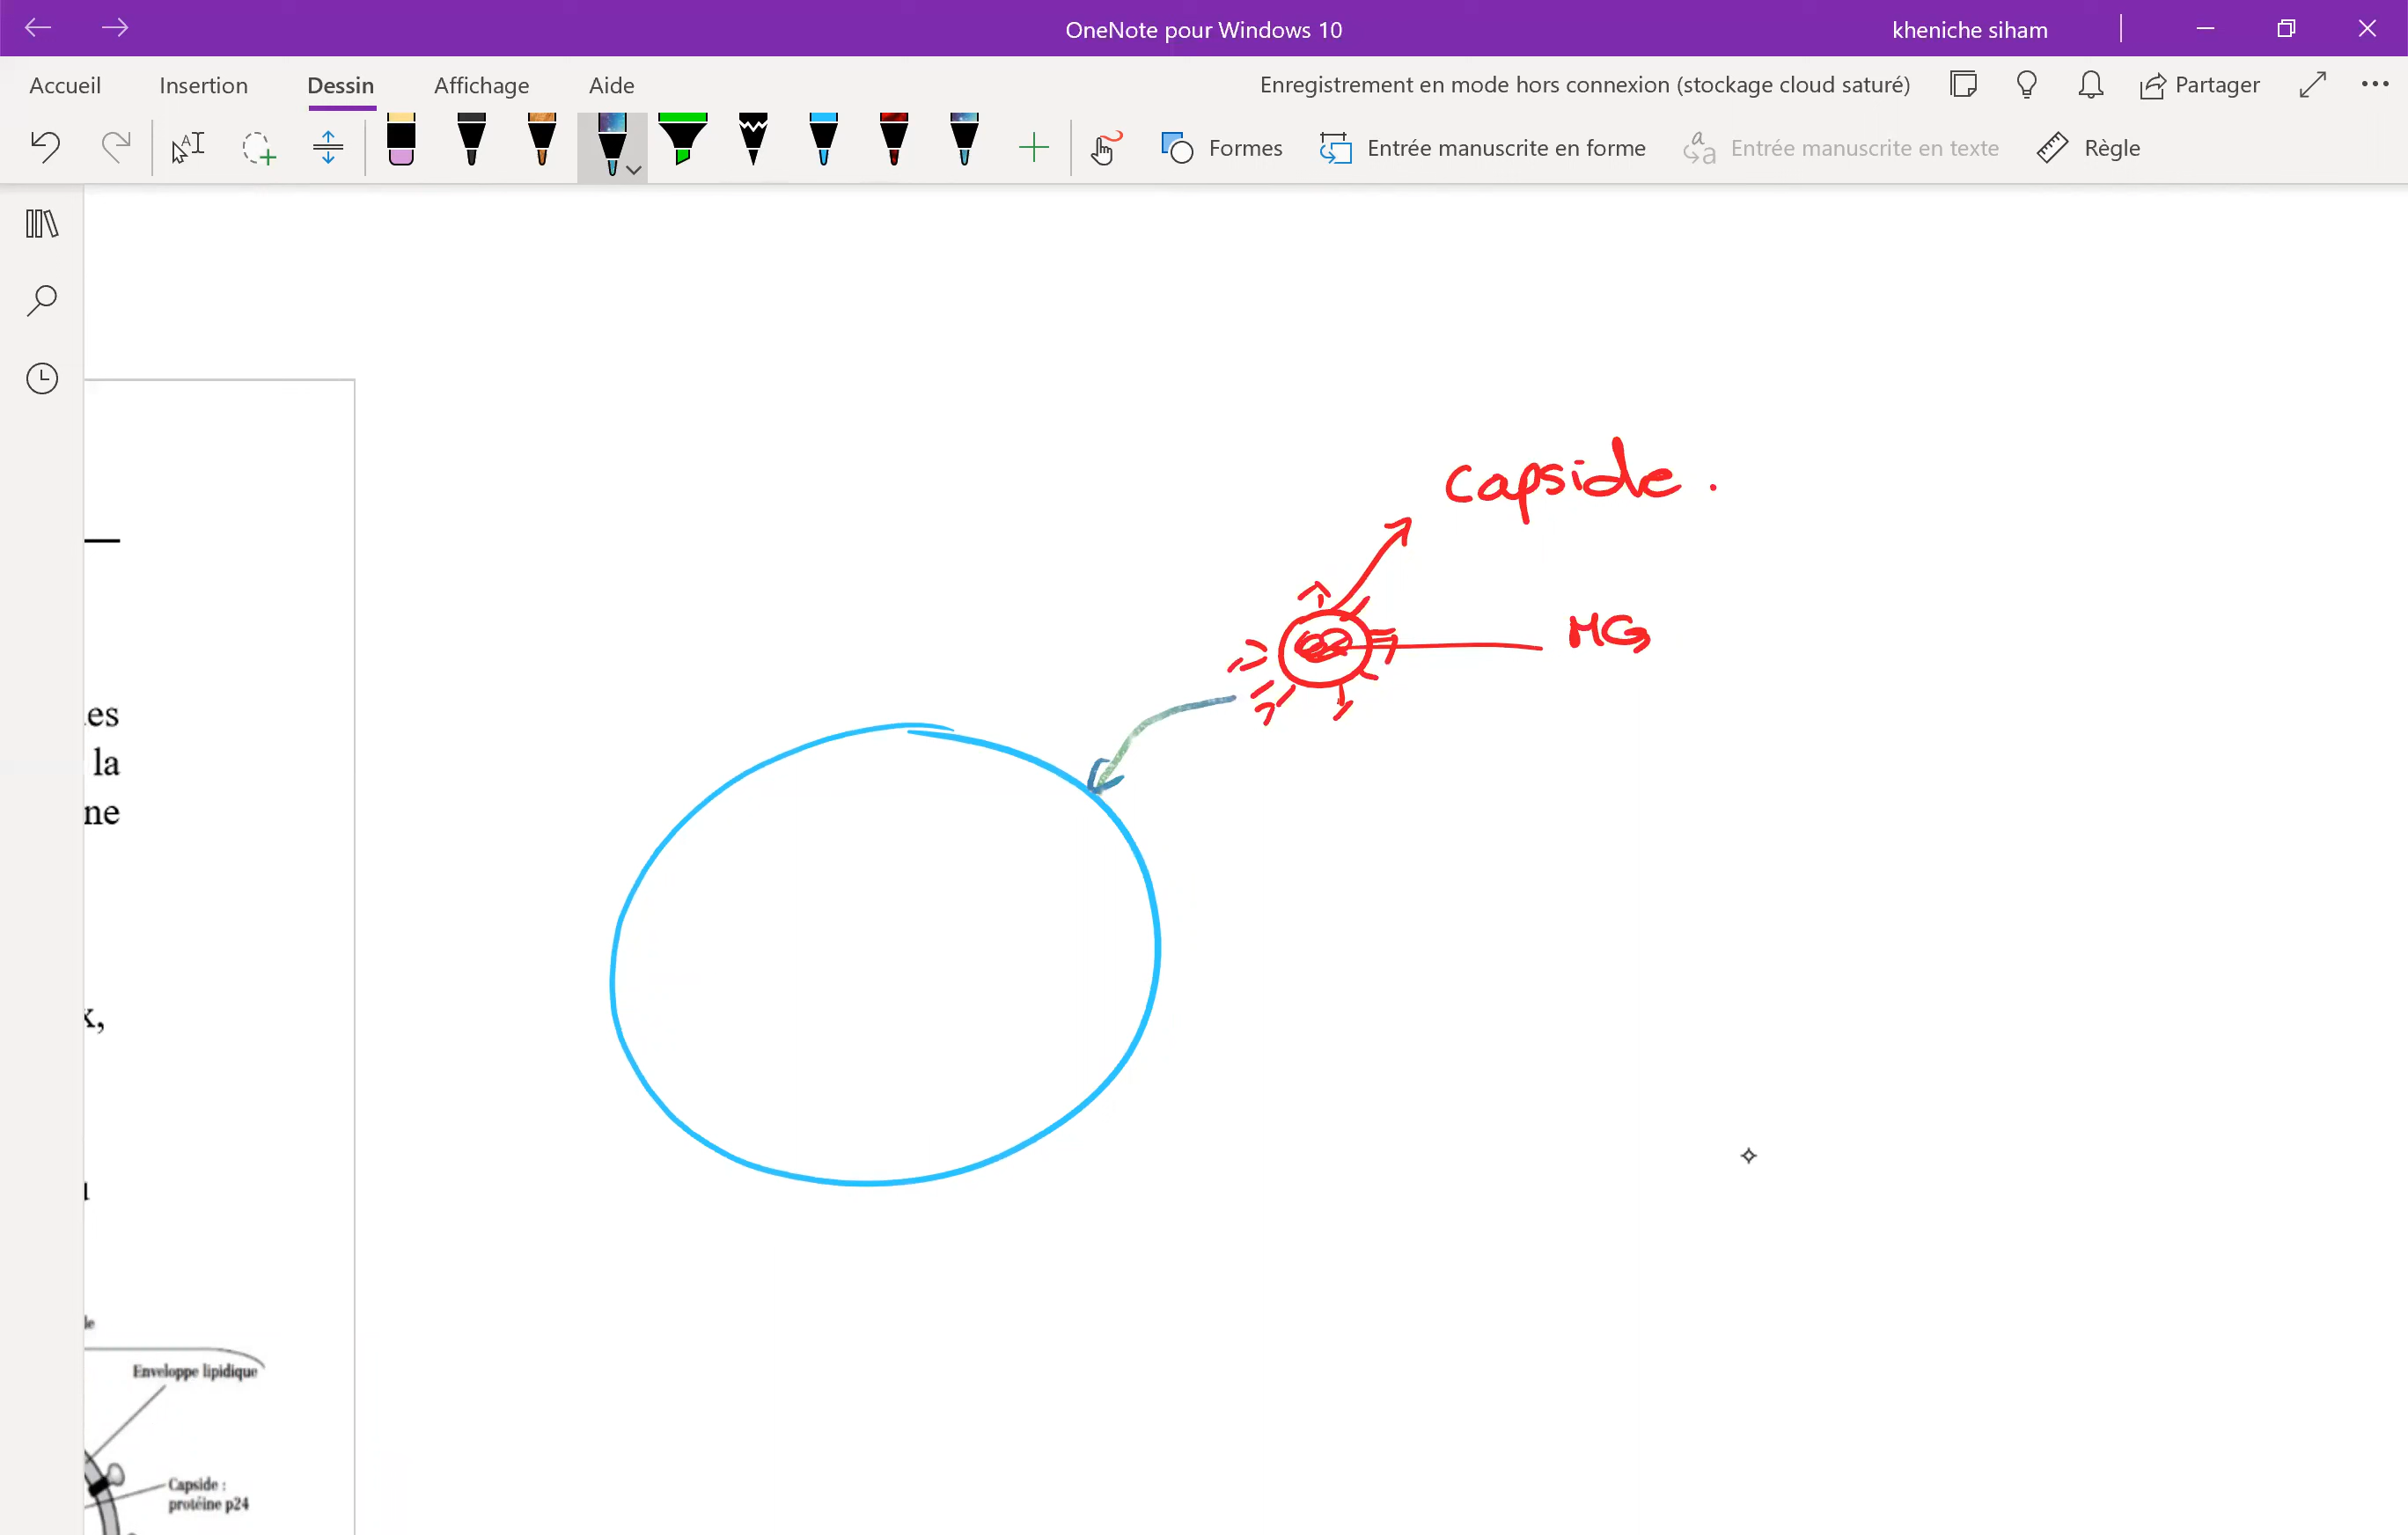 OneNote pour Windows 10
kheniche siham
Accueil Insertion Dessin Affichage Aide
Enregistrement en mode hors connexion (stockage cloud saturé) Partager
Formes Entrée manuscrite en forme Entrée manuscrite en texte Règle
capside .
MG
es
la
ne
x,
le
Enveloppe lipidique
Capside :
protéine p24